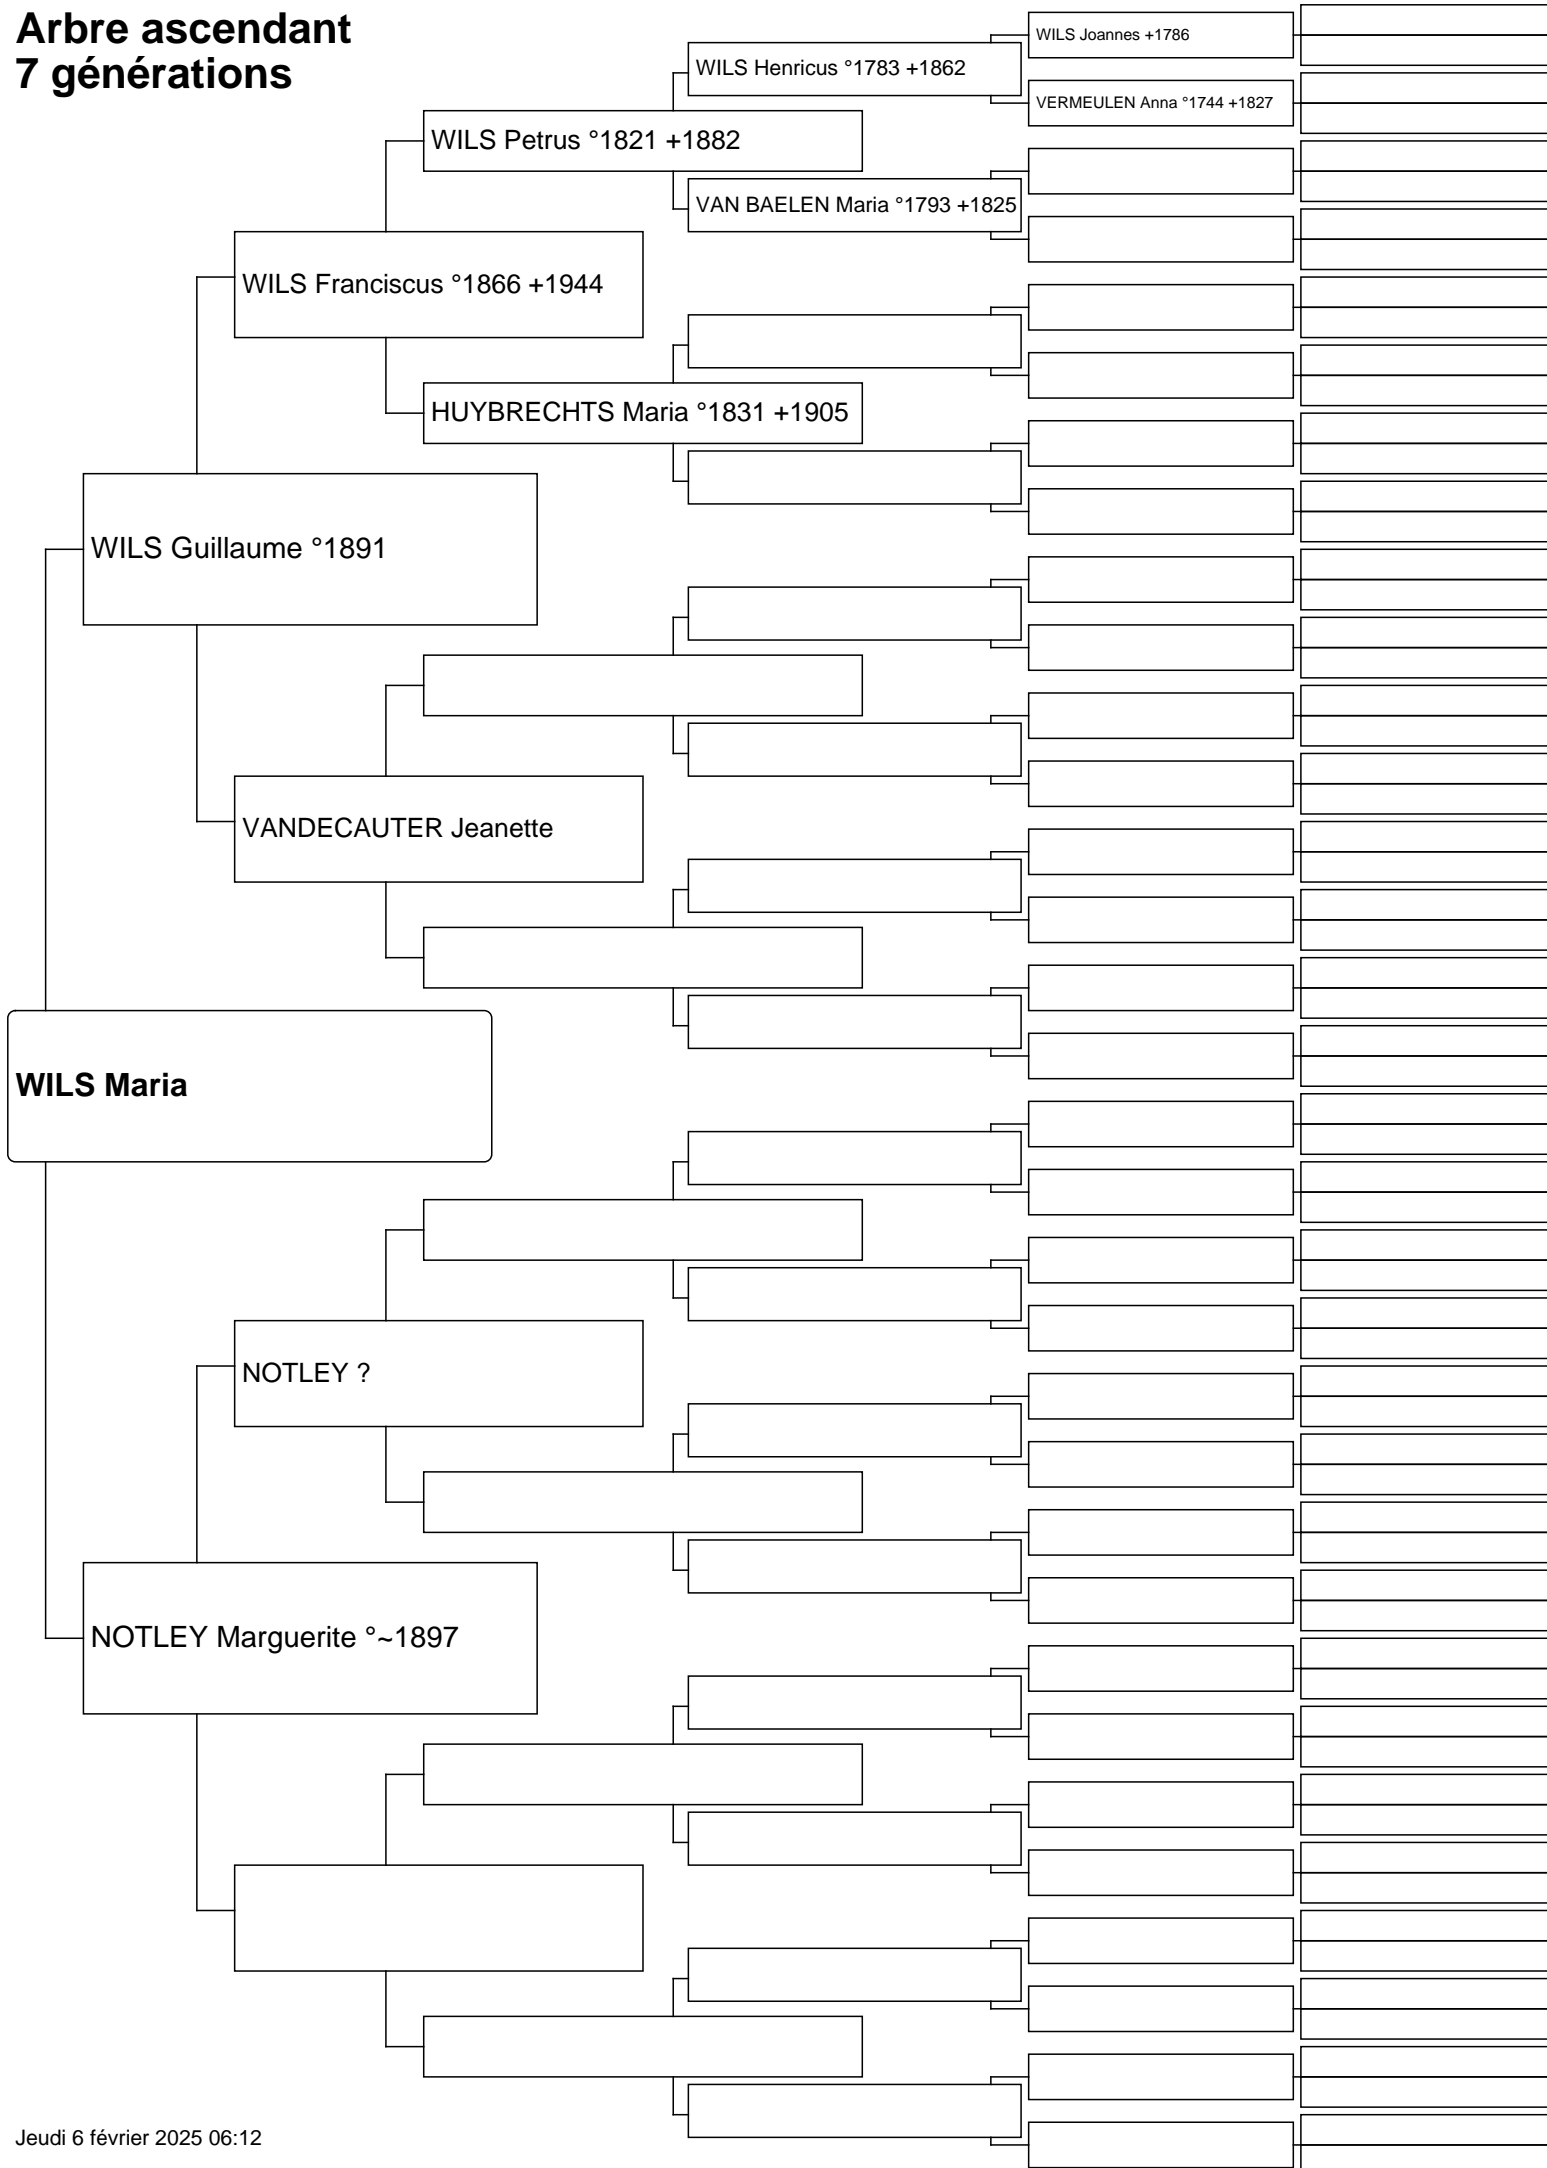 Arbre ascendant
7 générations
WILS Joannes +1786
WILS Henricus °1783 +1862
VERMEULEN Anna °1744 +1827
WILS Petrus °1821 +1882
VAN BAELEN Maria °1793 +1825
WILS Franciscus °1866 +1944
HUYBRECHTS Maria °1831 +1905
WILS Guillaume °1891
VANDECAUTER Jeanette
WILS Maria
NOTLEY ?
NOTLEY Marguerite °~1897
Jeudi 6 février 2025 06:12